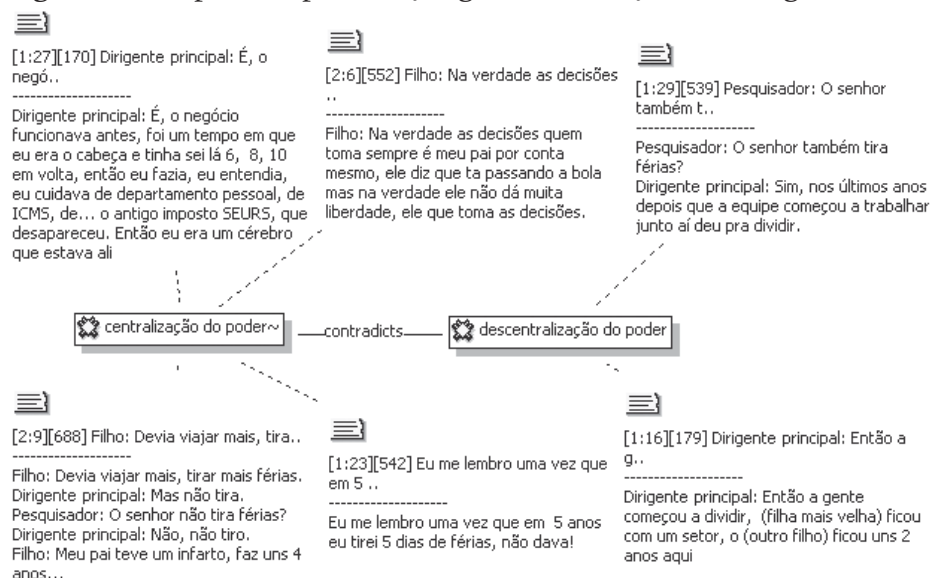 [1:27][170] Dirigente principal: É, o
negó..
--------------------
Dirigente principal: É, o negócio
funcionava antes, foi um tempo em que
eu era o cabeça e tinha sei lá 6, 8, 10
em volta, então eu fazia, eu entendia,
eu cuidava de departamento pessoal, de
ICMS, de... o antigo imposto SEURS, que
desapareceu. Então eu era um cérebro
que estava ali
[2:6][552] Filho: Na verdade as decisões
..
--------------------
Filho: Na verdade as decisões quem
toma sempre é meu pai por conta
mesmo, ele diz que ta passando a bola
mas na verdade ele não dá muita
liberdade, ele que toma as decisões.
[1:29][539] Pesquisador: O senhor
também t..
--------------------
Pesquisador: O senhor também tira
férias?
Dirigente principal: Sim, nos últimos anos
depois que a equipe começou a trabalhar
junto aí deu pra dividir.
centralização do poder~
contradicts
descentralização do poder
[2:9][688] Filho: Devia viajar mais, tira..
--------------------
Filho: Devia viajar mais, tirar mais férias.
Dirigente principal: Mas não tira.
Pesquisador: O senhor não tira férias?
Dirigente principal: Não, não tiro.
Filho: Meu pai teve um infarto, faz uns 4
anos...
[1:23][542] Eu me lembro uma vez que
em 5 ..
--------------------
Eu me lembro uma vez que em 5 anos
eu tirei 5 dias de férias, não dava!
[1:16][179] Dirigente principal: Então a
g..
--------------------
Dirigente principal: Então a gente
começou a dividir, (filha mais velha) ficou
com um setor, o (outro filho) ficou uns 2
anos aqui